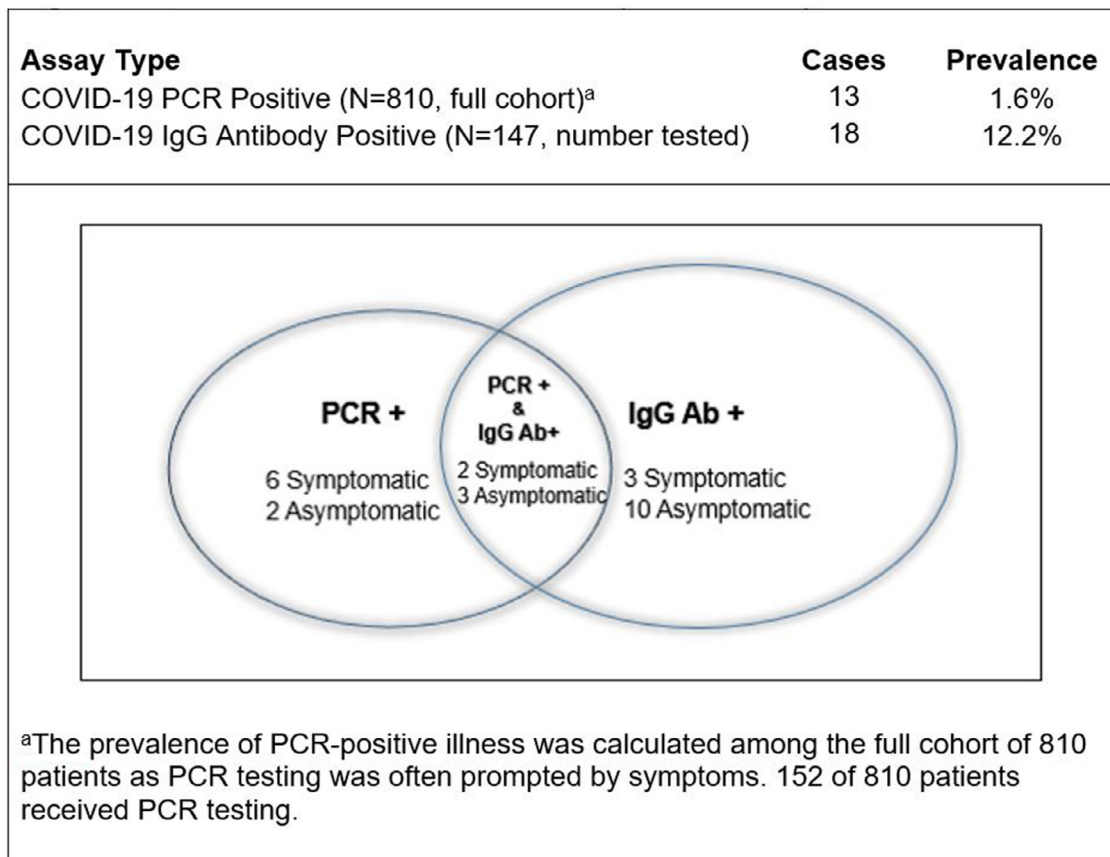 Assay Type Cases Prevalence
COVID-19 PCR Positive (N=810, full cohort)ᵃ 13 1.6%
COVID-19 IgG Antibody Positive (N=147, number tested) 18 12.2%
PCR +
6 Symptomatic
2 Asymptomatic
PCR +
&
IgG Ab+
2 Symptomatic
3 Asymptomatic
IgG Ab +
3 Symptomatic
10 Asymptomatic
ᵃThe prevalence of PCR-positive illness was calculated among the full cohort of 810
patients as PCR testing was often prompted by symptoms. 152 of 810 patients
received PCR testing.